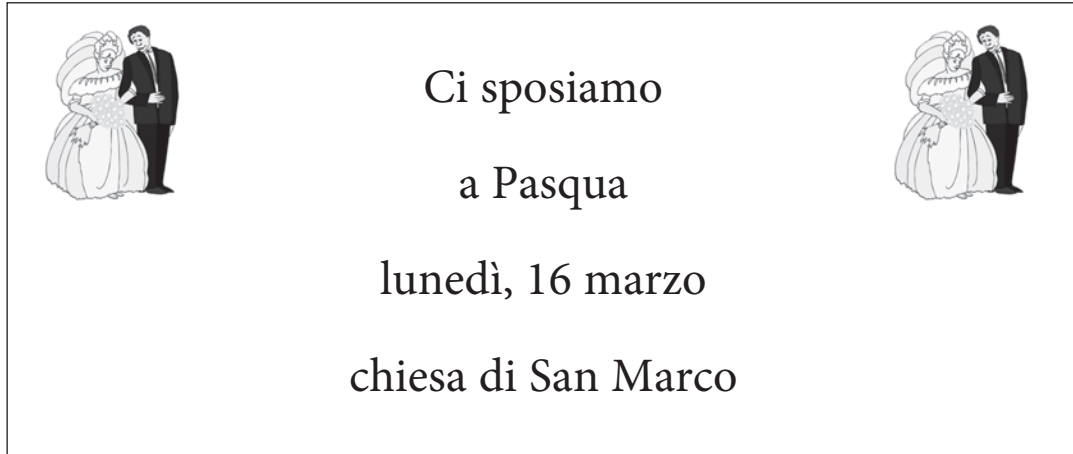 Ci sposiamo
a Pasqua
lunedì, 16 marzo
chiesa di San Marco